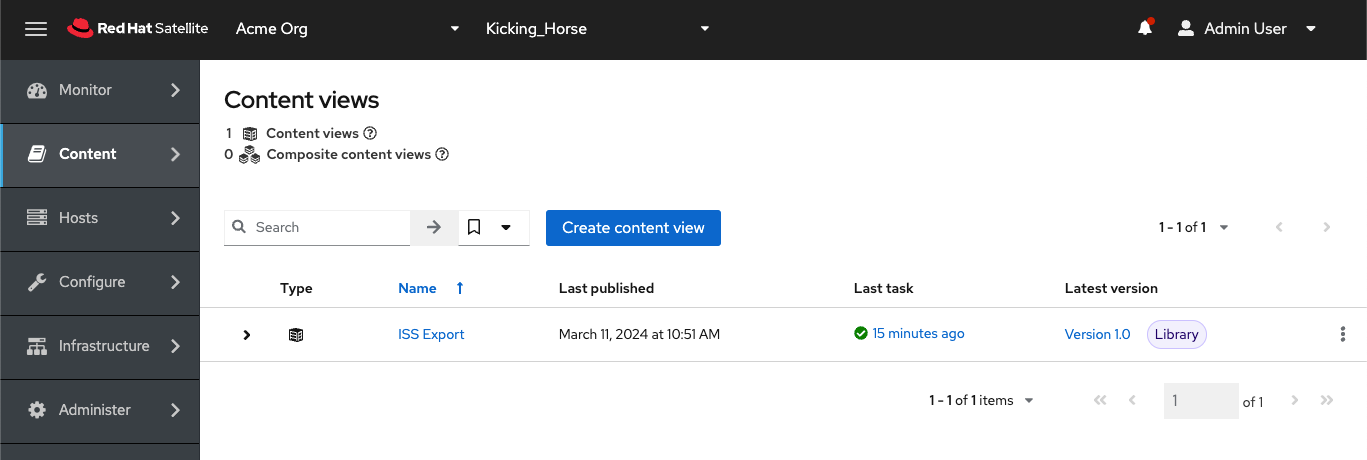 Red Hat Satellite Acme Org Kicking_Horse Admin User
Monitor
Content
Hosts
Configure
Infrastructure
Administer
Content views
1 Content views
0 Composite content views
Search Create content view 1 - 1 of 1
Type Name Last published Last task Latest version
ISS Export March 11, 2024 at 10:51 AM 15 minutes ago Version 1.0 Library
1 - 1 of 1 items 1 of 1